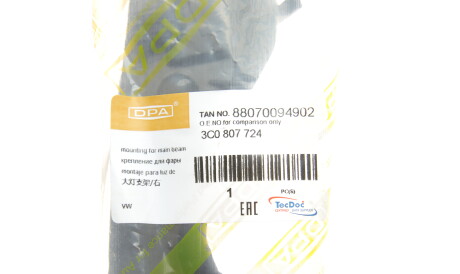 DPA
TAN NO. 88070094902
O.E.NO for comparison only
3C0 807 724
mounting for main beam
крепление для фары
montaje para luz de
大灯支架/右
1
PC(S)
VW
EAC
TecDoc